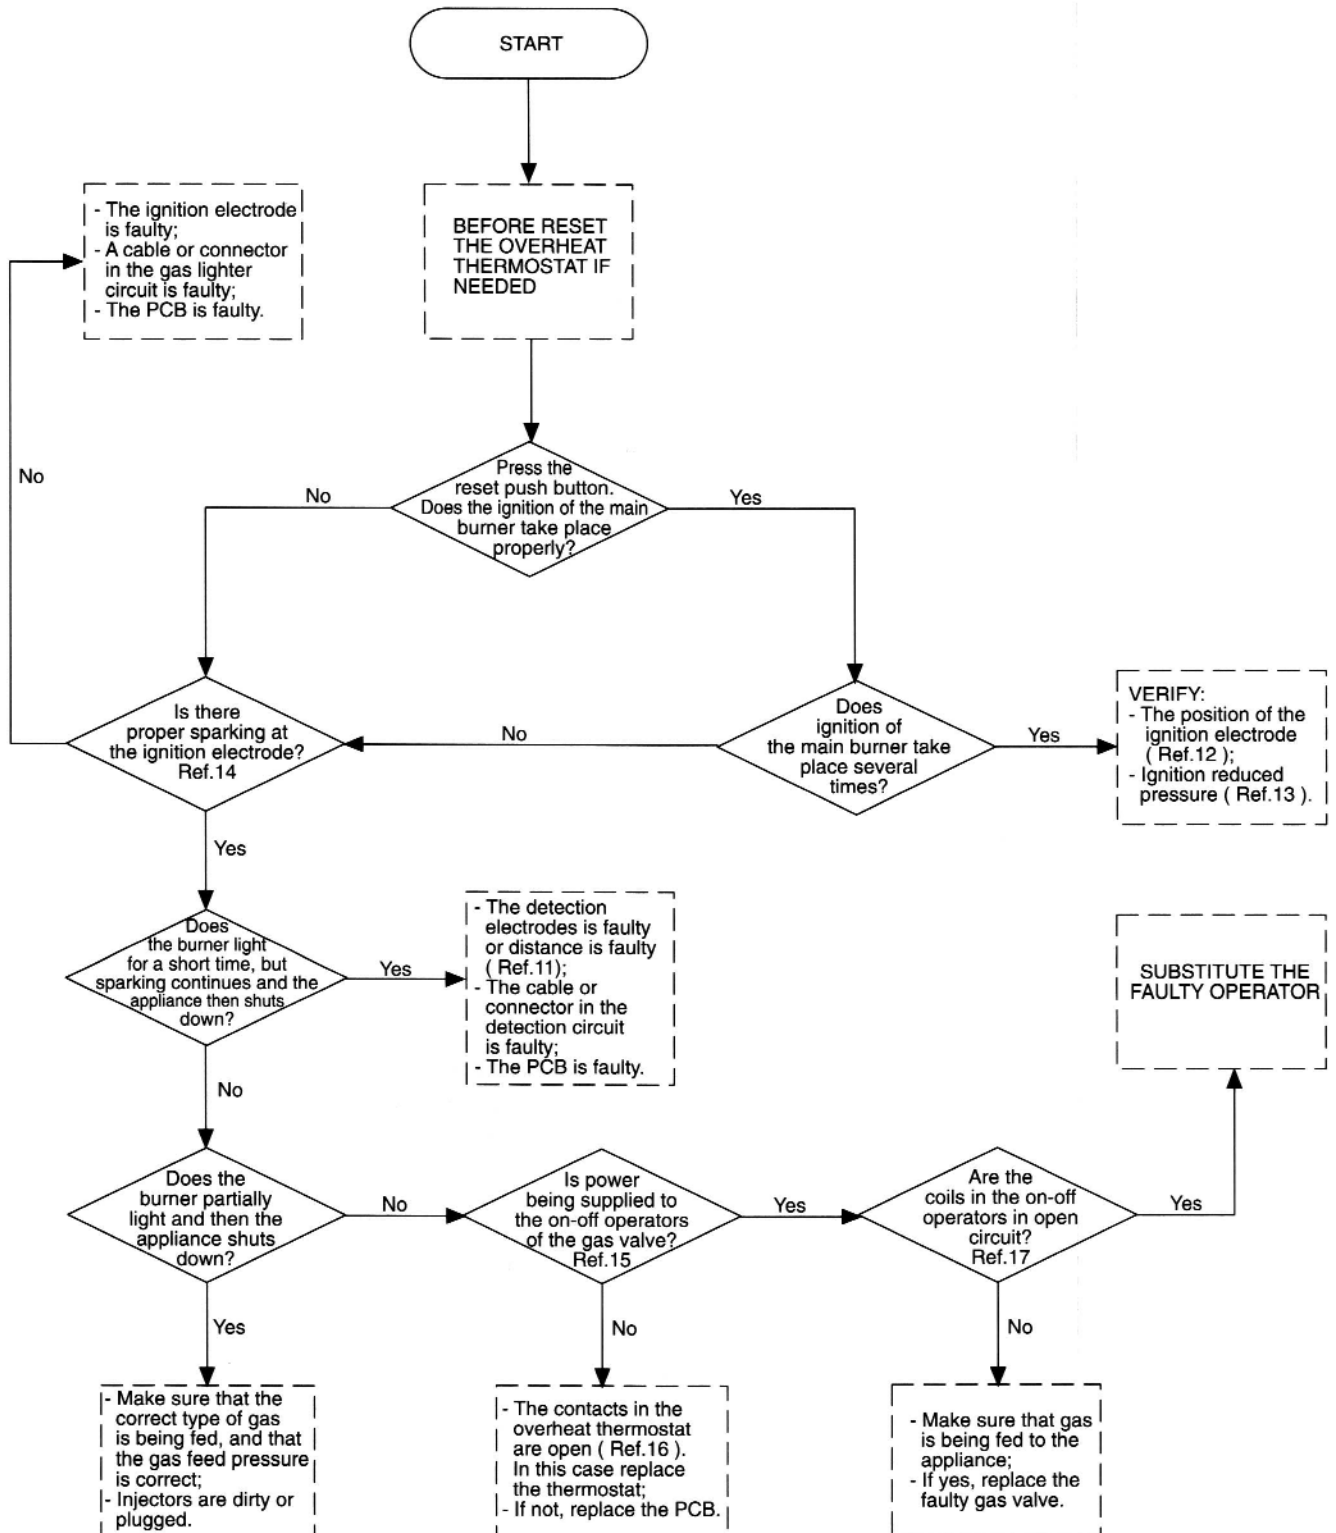 START
- The ignition electrode
is faulty;
- A cable or connector
in the gas lighter
circuit is faulty;
- The PCB is faulty.
BEFORE RESET
THE OVERHEAT
THERMOSTAT IF
NEEDED
No
Press the
reset push button.
Does the ignition of the main
burner take place
properly?
No
Yes
Is there
proper sparking at
the ignition electrode?
Ref.14
No
Does
ignition of
the main burner take
place several
times?
Yes
VERIFY:
- The position of the
ignition electrode
( Ref.12 );
- Ignition reduced
pressure ( Ref.13 ).
Yes
Does
the burner light
for a short time, but
sparking continues and the
appliance then shuts
down?
Yes
- The detection
electrodes is faulty
or distance is faulty
( Ref.11);
- The cable or
connector in the
detection circuit
is faulty;
- The PCB is faulty.
SUBSTITUTE THE
FAULTY OPERATOR
No
Does the
burner partially
light and then the
appliance shuts
down?
No
Is power
being supplied to
the on-off operators
of the gas valve?
Ref.15
Yes
Are the
coils in the on-off
operators in open
circuit?
Ref.17
Yes
Yes
No
No
- Make sure that the
correct type of gas
is being fed, and that
the gas feed pressure
is correct;
- Injectors are dirty or
plugged.
- The contacts in the
overheat thermostat
are open ( Ref.16 ).
In this case replace
the thermostat;
- If not, replace the PCB.
- Make sure that gas
is being fed to the
appliance;
- If yes, replace the
faulty gas valve.